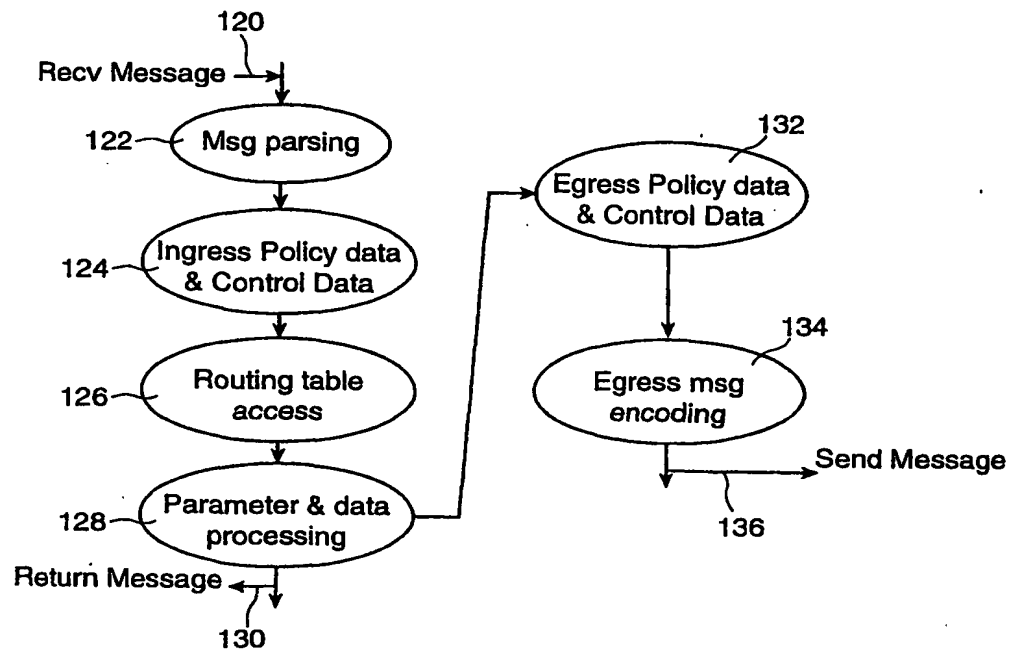 120
Recv Message
122
Msg parsing
124
Ingress Policy data
& Control Data
126
Routing table
access
128
Parameter & data
processing
Return Message
130
132
Egress Policy data
& Control Data
134
Egress msg
encoding
Send Message
136